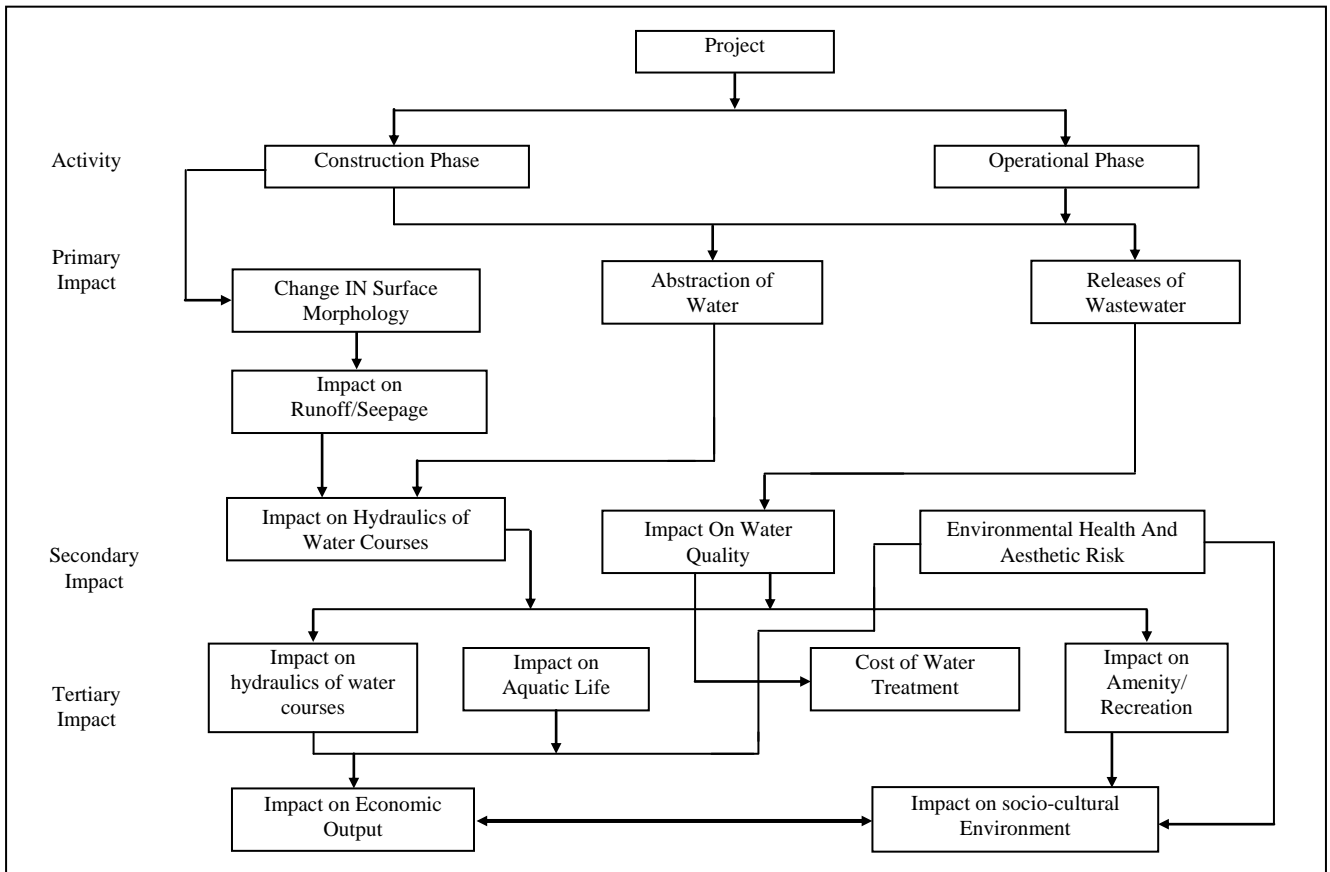 Project
Activity
Construction Phase
Operational Phase
Primary
Impact
Change IN Surface
Morphology
Abstraction of
Water
Releases of
Wastewater
Impact on
Runoff/Seepage
Secondary
Impact
Impact on Hydraulics of
Water Courses
Impact On Water
Quality
Environmental Health And
Aesthetic Risk
Tertiary
Impact
Impact on
hydraulics of water
courses
Impact on
Aquatic Life
Cost of Water
Treatment
Impact on
Amenity/
Recreation
Impact on Economic
Output
Impact on socio-cultural
Environment